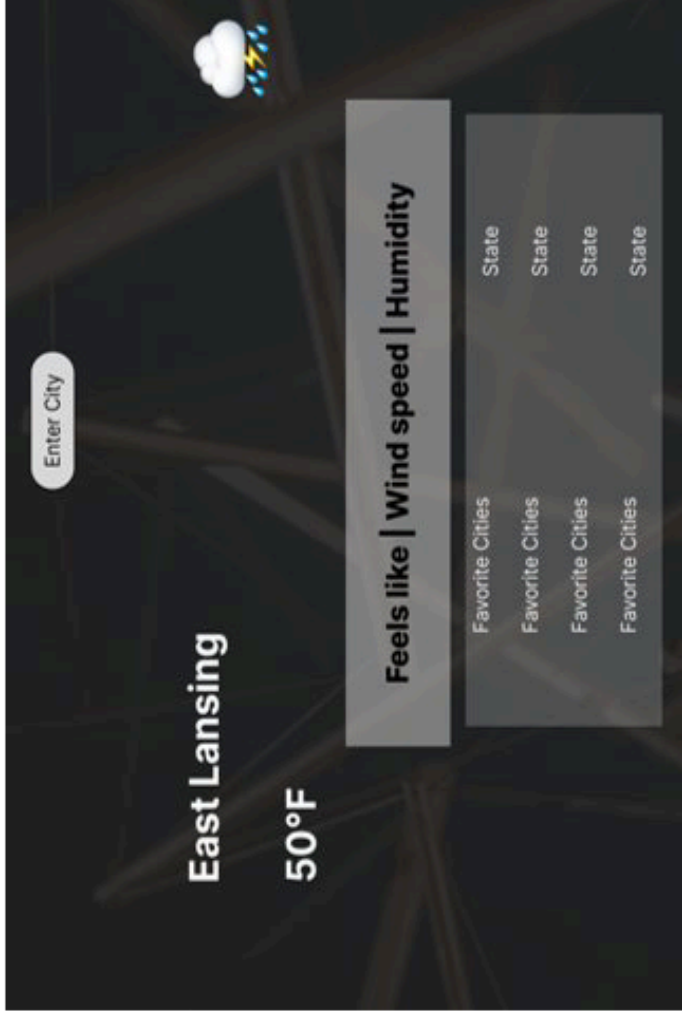 Enter City
East Lansing
50°F
Feels like | Wind speed | Humidity
Favorite Cities State
Favorite Cities State
Favorite Cities State
Favorite Cities State